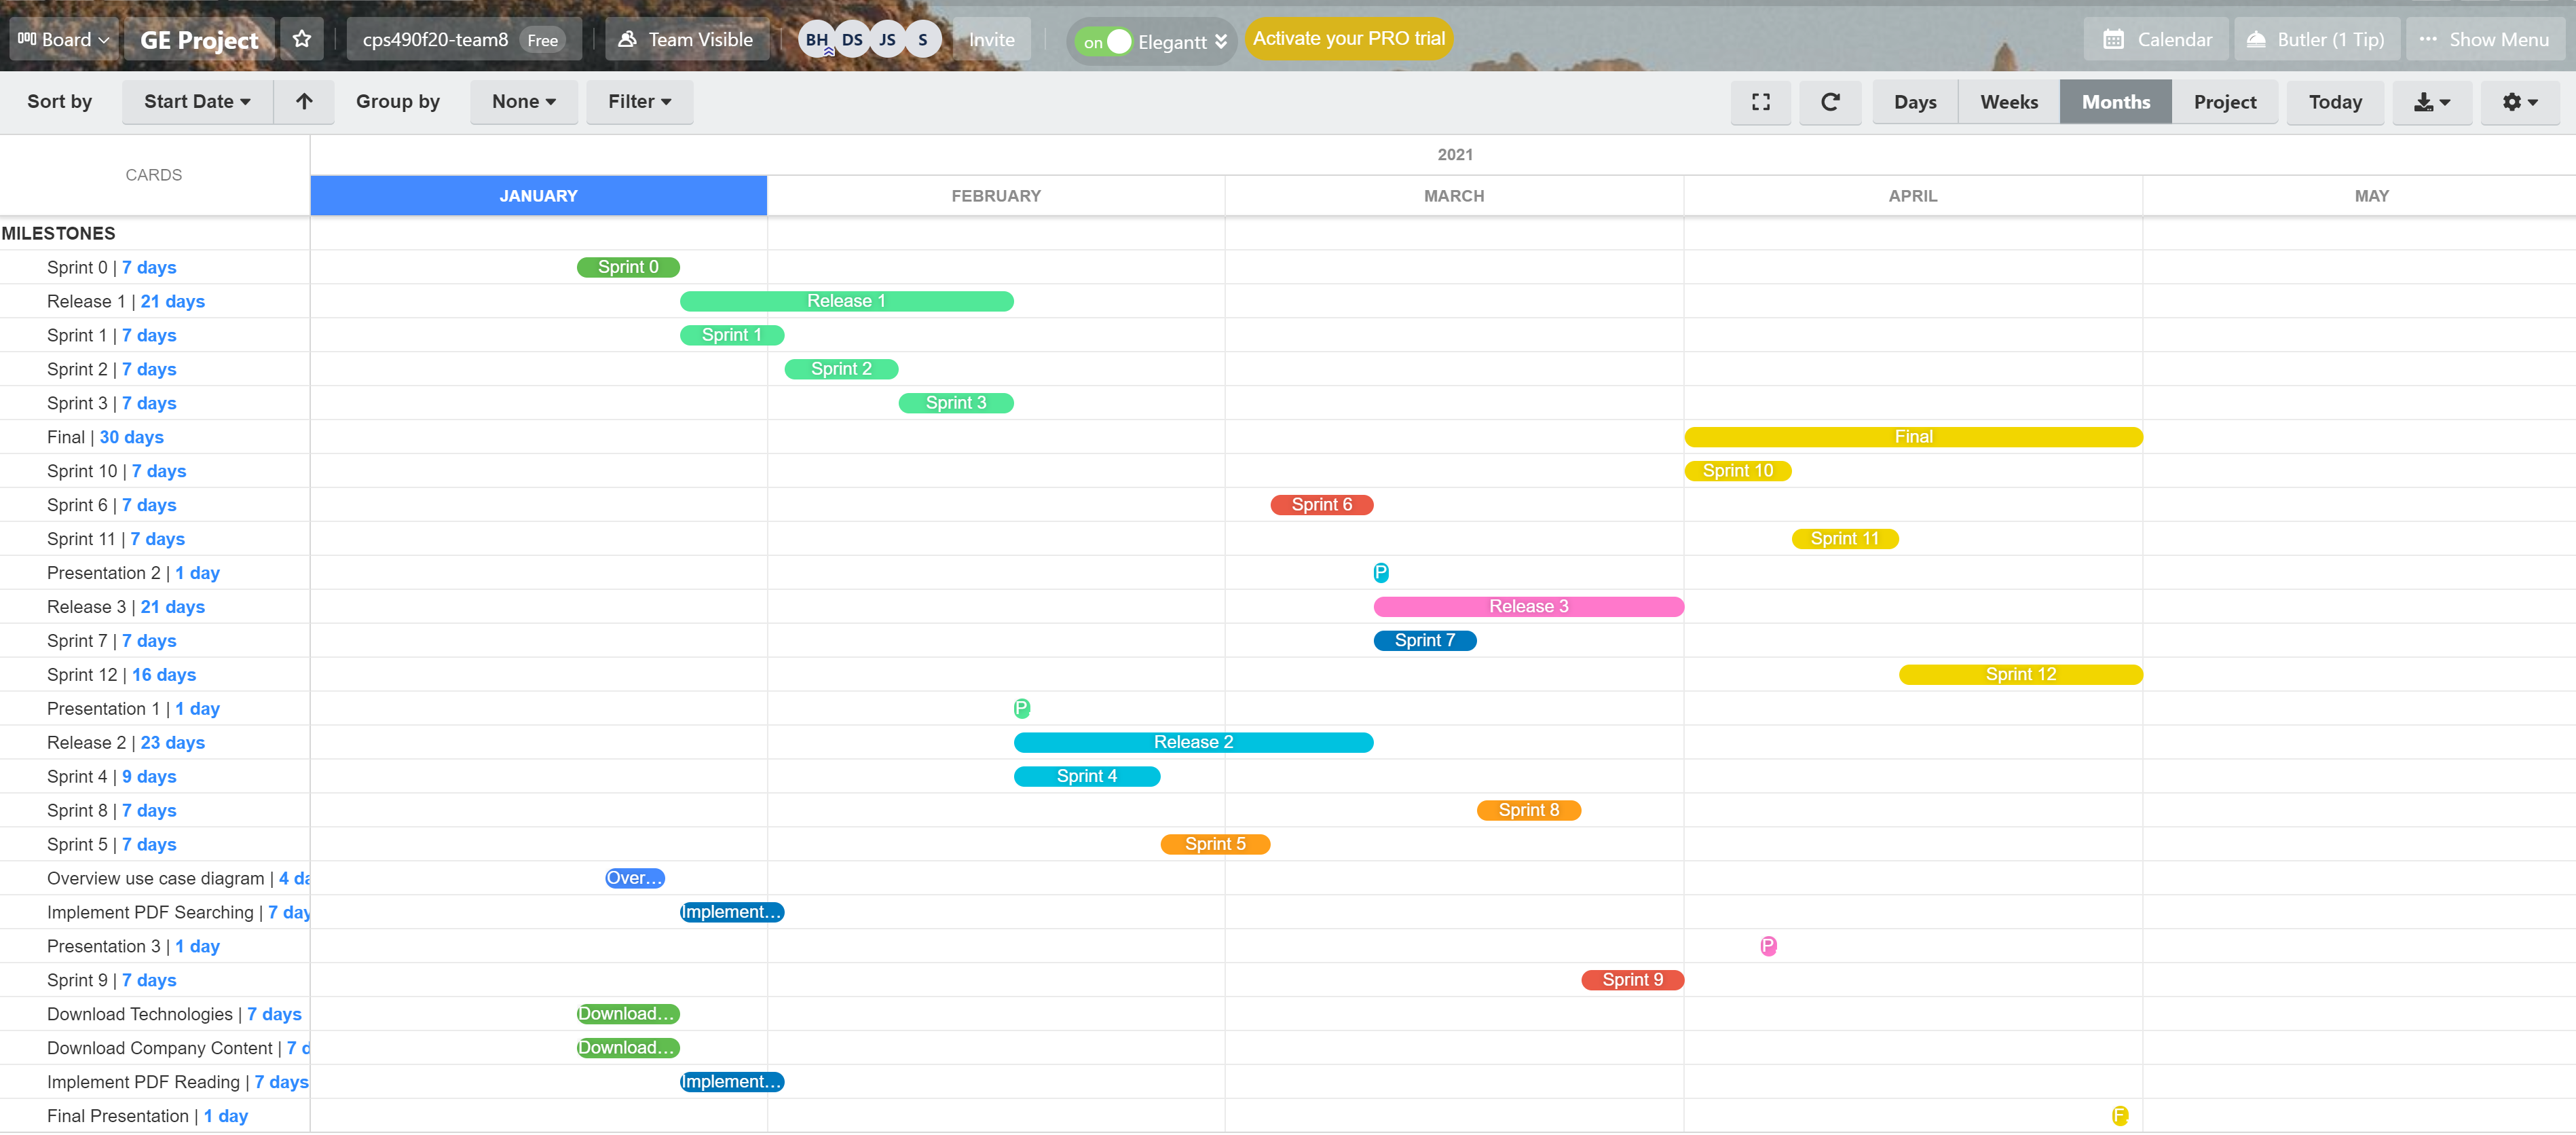 Board GE Project cps490f20-team8 Free Team Visible BH DS JS S Invite on Elegantt Activate your PRO trial Calendar Butler (1 Tip) Show Menu
Sort by Start Date Group by None Filter Days Weeks Months Project Today
2021
CARDS
JANUARY FEBRUARY MARCH APRIL MAY
MILESTONES
Sprint 0 | 7 days Sprint 0
Release 1 | 21 days Release 1
Sprint 1 | 7 days Sprint 1
Sprint 2 | 7 days Sprint 2
Sprint 3 | 7 days Sprint 3
Final | 30 days Final
Sprint 10 | 7 days Sprint 10
Sprint 6 | 7 days Sprint 6
Sprint 11 | 7 days Sprint 11
Presentation 2 | 1 day P
Release 3 | 21 days Release 3
Sprint 7 | 7 days Sprint 7
Sprint 12 | 16 days Sprint 12
Presentation 1 | 1 day P
Release 2 | 23 days Release 2
Sprint 4 | 9 days Sprint 4
Sprint 8 | 7 days Sprint 8
Sprint 5 | 7 days Sprint 5
Overview use case diagram | 4 da Over...
Implement PDF Searching | 7 day Implement...
Presentation 3 | 1 day P
Sprint 9 | 7 days Sprint 9
Download Technologies | 7 days Download...
Download Company Content | 7 d Download...
Implement PDF Reading | 7 days Implement...
Final Presentation | 1 day F